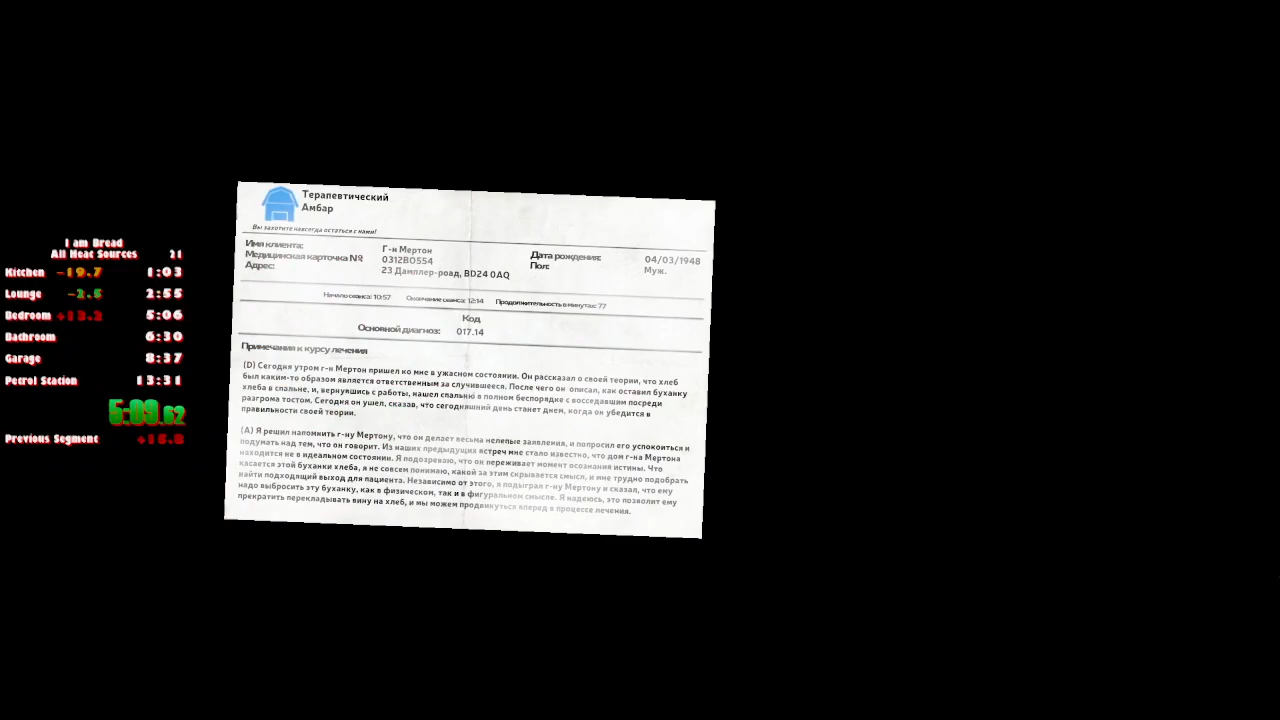 I am Bread
All Heat Sources 21
Kitchen -19.7 1:03
Lounge -2.5 2:55
Bedroom +13.2 5:06
Bathroom 6:30
Garage 8:37
Petrol Station 13:31
5:09.62
Previous Segment +15.8
Терапевтический
Амбар
Вы захотите навсегда остаться с нами!
Имя клиента: Г-н Мертон Дата рождения: 04/03/1948
Медицинская карточка №: 0312BO554 Пол: Муж.
Адрес: 23 Дамплер-роад, BD24 0AQ
Начало сеанса: 10:57 Окончание сеанса: 12:14 Продолжительность в минутах: 77
Код
Основной диагноз: 017.14
Примечания к курсу лечения
(D) Сегодня утром г-н Мертон пришел ко мне в ужасном состоянии. Он рассказал о своей теории, что хлеб
был каким-то образом является ответственным за случившееся. После чего он описал, как оставил буханку
хлеба в спальне, и, вернувшись с работы, нашел спальню в полном беспорядке с восседавшим посреди
разгрома тостом. Сегодня он ушел, сказав, что сегодняшний день станет днем, когда он убедится в
правильности своей теории.
(A) Я решил напомнить г-ну Мертону, что он делает весьма нелепые заявления, и попросил его успокоиться и
подумать над тем, что он говорит. Из наших предыдущих встреч мне стало известно, что дом г-на Мертона
находится не в идеальном состоянии. Я подозреваю, что он переживает момент осознания истины. Что
касается этой буханки хлеба, я не совсем понимаю, какой за этим скрывается смысл, и мне трудно подобрать
найти подходящий выход для пациента. Независимо от этого, я подыграл г-ну Мертону и сказал, что ему
надо выбросить эту буханку, как в физическом, так и в фигуральном смысле. Я надеюсь, это позволит ему
прекратить перекладывать вину на хлеб, и мы можем продвинуться вперед в процессе лечения.